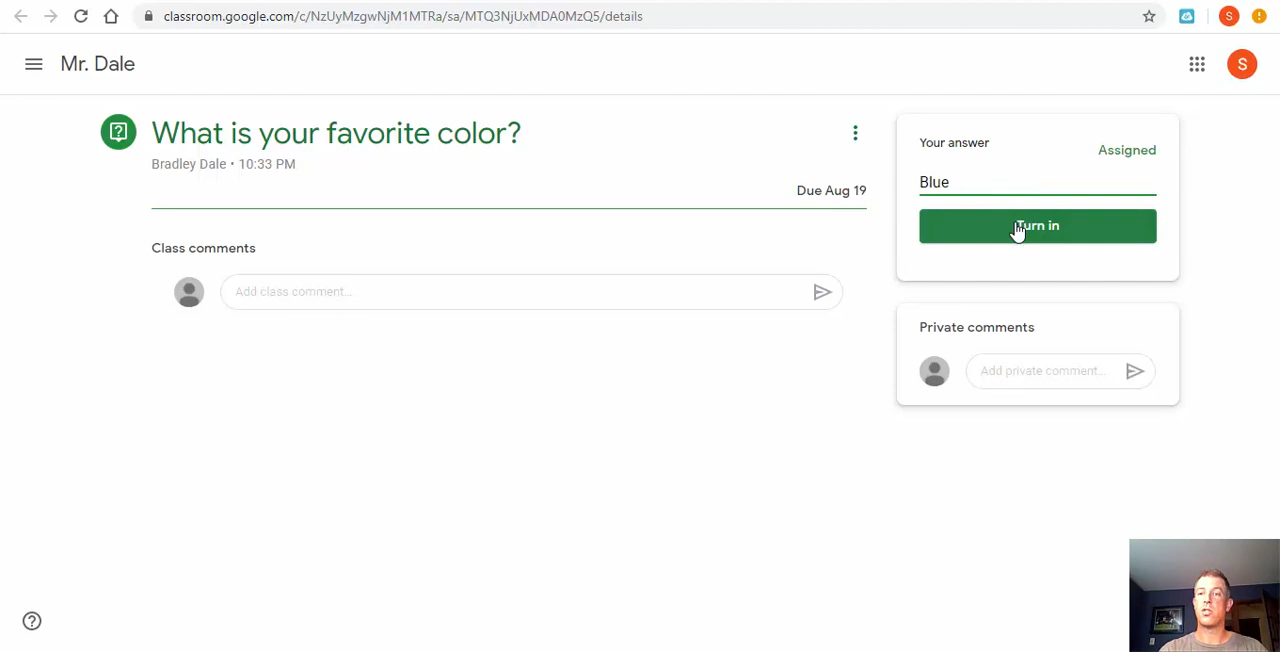 classroom.google.com/c/NzUyMzgwNjM1MTRa/sa/MTQ3NjUxMDA0MzQ5/details
S
Mr. Dale
S
What is your favorite color?
Bradley Dale • 10:33 PM
Due Aug 19
Class comments
Add class comment...
Your answer
Assigned
Blue
Turn in
Private comments
Add private comment...